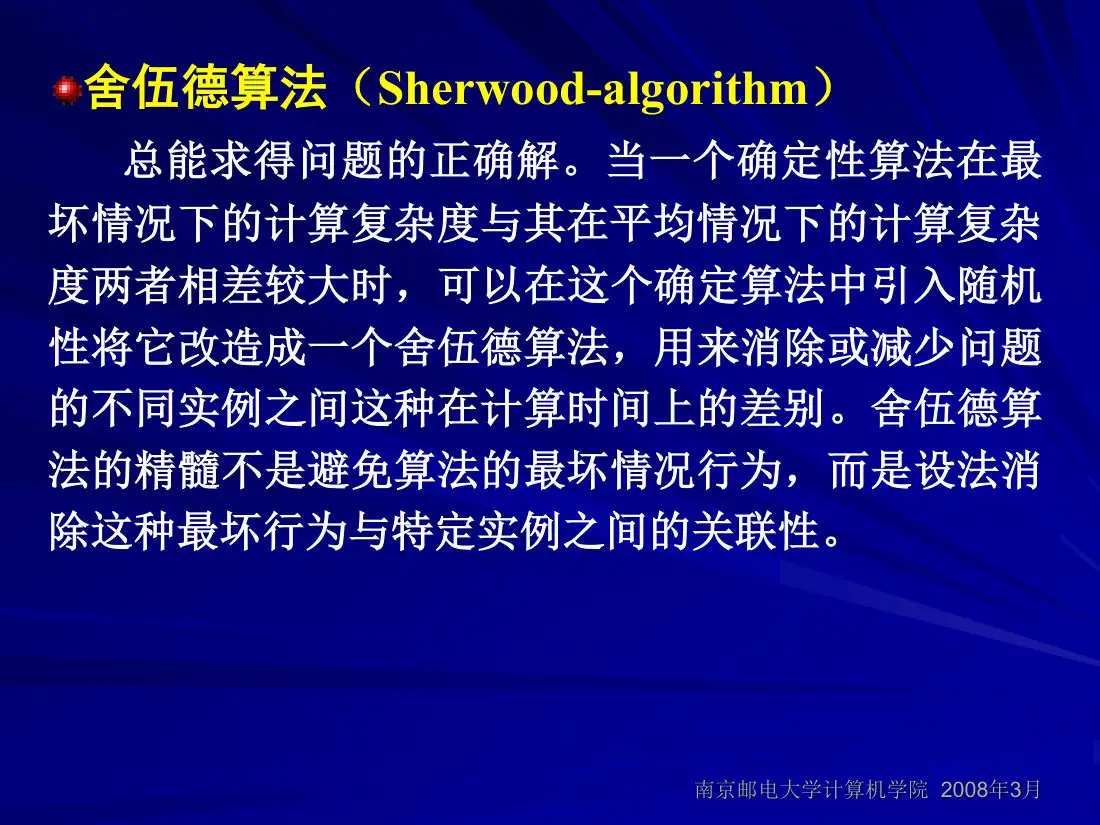 舍伍德算法（Sherwood-algorithm）
总能求得问题的正确解。当一个确定性算法在最
坏情况下的计算复杂度与其在平均情况下的计算复杂
度两者相差较大时，可以在这个确定算法中引入随机
性将它改造成一个舍伍德算法，用来消除或减少问题
的不同实例之间这种在计算时间上的差别。舍伍德算
法的精髓不是避免算法的最坏情况行为，而是设法消
除这种最坏行为与特定实例之间的关联性。
南京邮电大学计算机学院 2008年3月